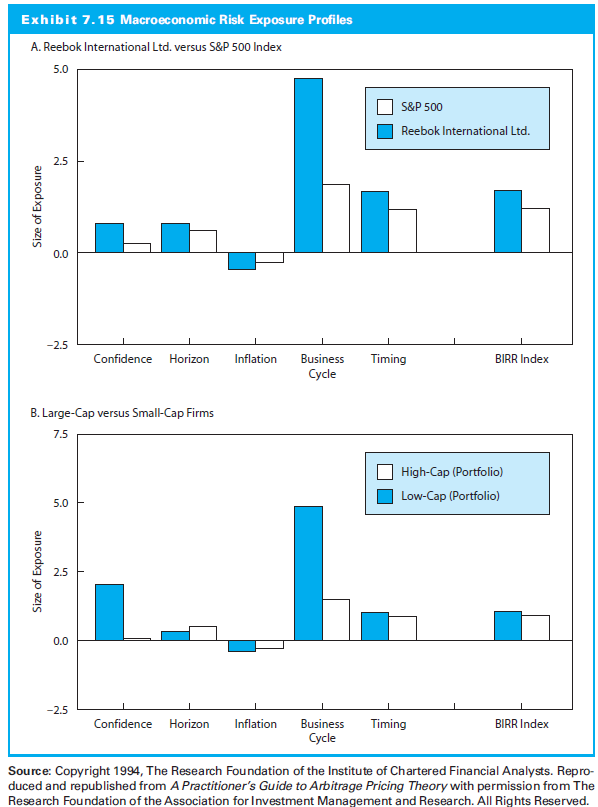 Exhibit 7.15 Macroeconomic Risk Exposure Profiles
A. Reebok International Ltd. versus S&P 500 Index
5.0
S&P 500
Reebok International Ltd.
2.5
Size of Exposure
0.0
−2.5
Confidence Horizon Inflation Business Timing BIRR Index
Cycle
B. Large-Cap versus Small-Cap Firms
7.5
High-Cap (Portfolio)
Low-Cap (Portfolio)
5.0
Size of Exposure
2.5
0.0
−2.5
Confidence Horizon Inflation Business Timing BIRR Index
Cycle
Source: Copyright 1994, The Research Foundation of the Institute of Chartered Financial Analysts. Repro-
duced and republished from A Practitioner's Guide to Arbitrage Pricing Theory with permission from The
Research Foundation of the Association for Investment Management and Research. All Rights Reserved.